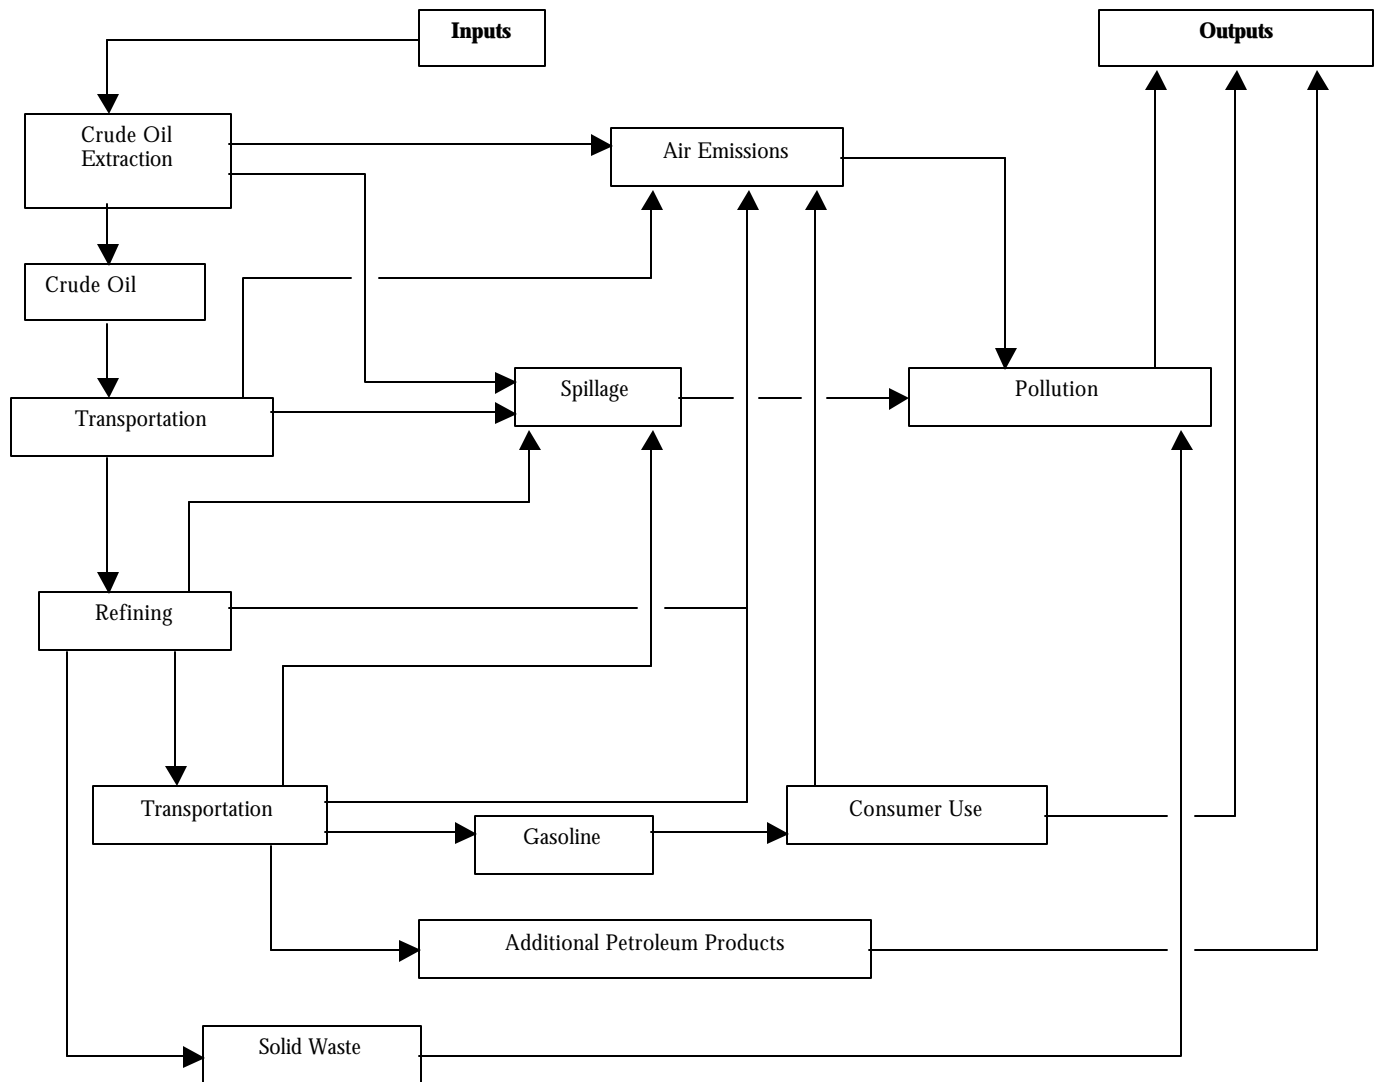 Inputs
Outputs
Crude Oil
Extraction
Air Emissions
Crude Oil
Transportation
Spillage
Pollution
Refining
Transportation
Gasoline
Consumer Use
Additional Petroleum Products
Solid Waste